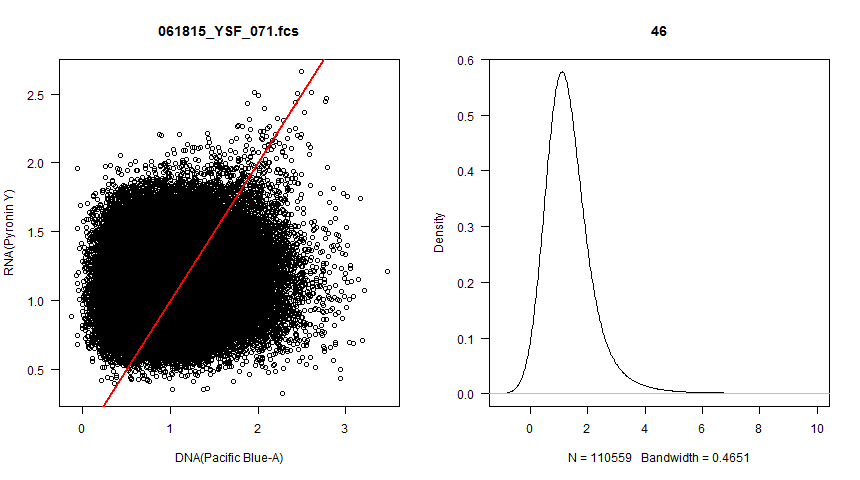 061815_YSF_071.fcs
RNA(Pyronin Y)
2.5
2.0
1.5
1.0
0.5
0 1 2 3
DNA(Pacific Blue-A)
46
Density
0.6
0.5
0.4
0.3
0.2
0.1
0.0
0 2 4 6 8 10
N = 110559 Bandwidth = 0.4651